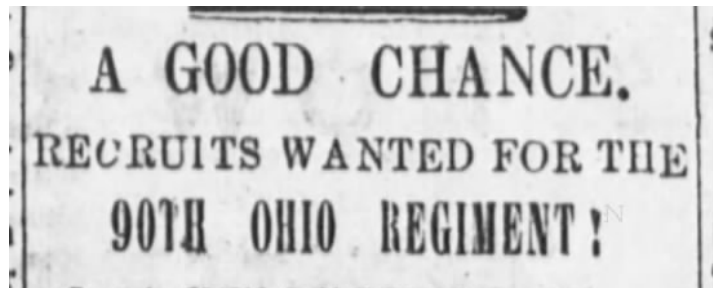 A GOOD CHANCE.
RECRUITS WANTED FOR THE
90TH OHIO REGIMENT!